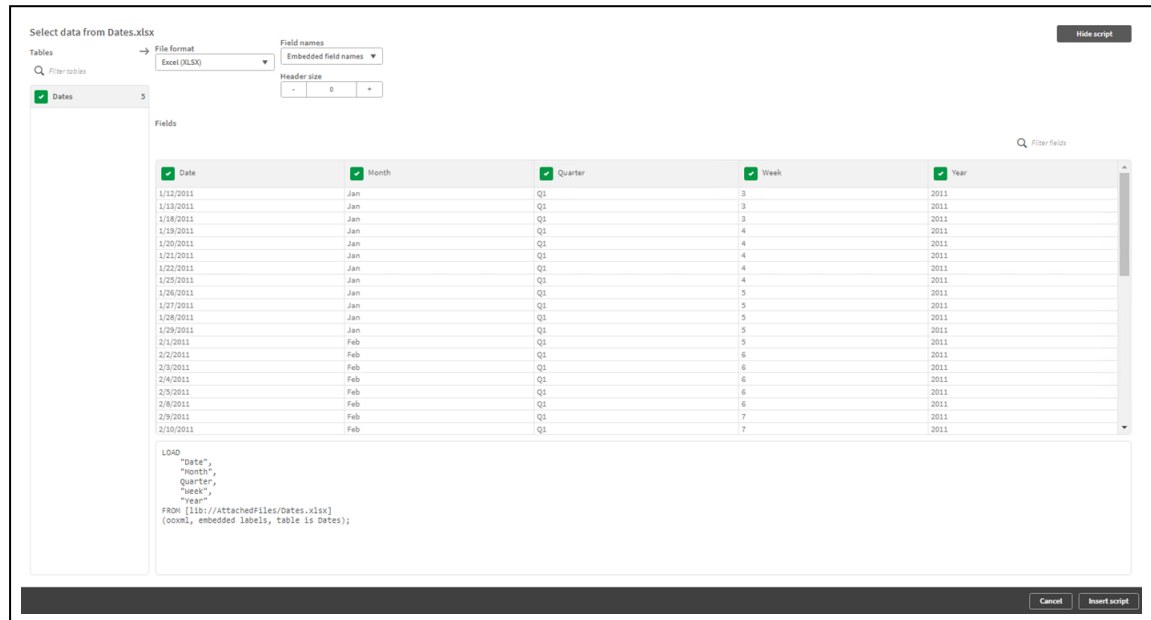 Select data from Dates.xlsx
Hide script
Tables
Filter tables
Dates 5
File format
Excel (XLSX)
Field names
Embedded field names
Header size
- 0 +
Fields
Filter fields
Date Month Quarter Week Year
1/12/2011 Jan Q1 3 2011
1/13/2011 Jan Q1 3 2011
1/18/2011 Jan Q1 3 2011
1/19/2011 Jan Q1 4 2011
1/20/2011 Jan Q1 4 2011
1/21/2011 Jan Q1 4 2011
1/22/2011 Jan Q1 4 2011
1/25/2011 Jan Q1 4 2011
1/26/2011 Jan Q1 5 2011
1/27/2011 Jan Q1 5 2011
1/28/2011 Jan Q1 5 2011
1/29/2011 Jan Q1 5 2011
2/1/2011 Feb Q1 5 2011
2/2/2011 Feb Q1 6 2011
2/3/2011 Feb Q1 6 2011
2/4/2011 Feb Q1 6 2011
2/5/2011 Feb Q1 6 2011
2/8/2011 Feb Q1 6 2011
2/9/2011 Feb Q1 7 2011
2/10/2011 Feb Q1 7 2011
LOAD
"Date",
"Month",
Quarter,
"Week",
"Year"
FROM [lib://AttachedFiles/Dates.xlsx]
(ooxml, embedded labels, table is Dates);
Cancel Insert script